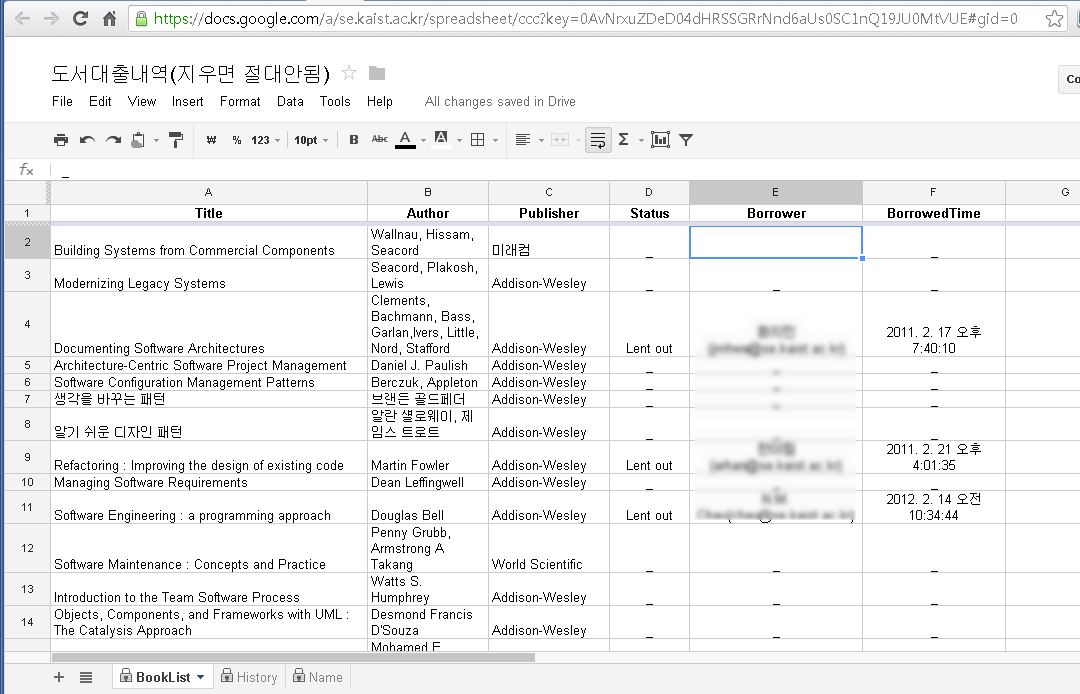 https://docs.google.com/a/se.kaist.ac.kr/spreadsheet/ccc?key=0AvNrxuZDeD04dHRSSGRrNnd6aUs0SC1nQ19JU0MtVUE#gid=0
도서대출내역(지우면 절대안됨)
Co
File Edit View Insert Format Data Tools Help All changes saved in Drive
₩ % 123 10pt B Abc A A Σ
fx _
A B C D E F G
1 Title Author Publisher Status Borrower BorrowedTime
Wallnau, Hissam,
2 Building Systems from Commercial Components Seacord 미래컴 _ _
Seacord, Plakosh,
3 Modernizing Legacy Systems Lewis Addison-Wesley _ _ _
Clements,
Bachmann, Bass,
Garlan,Ivers, Little, 2011. 2. 17 오후
4 Documenting Software Architectures Nord, Stafford Addison-Wesley Lent out 7:40:10
5 Architecture-Centric Software Project Management Daniel J. Paulish Addison-Wesley _ _
6 Software Configuration Management Patterns Berczuk, Appleton Addison-Wesley _ _
7 생각을 바꾸는 패턴 브랜든 골드페더 Addison-Wesley _ _
알란 섈로웨이, 제
8 알기 쉬운 디자인 패턴 임스 트로트 Addison-Wesley _ _
2011. 2. 21 오후
9 Refactoring : Improving the design of existing code Martin Fowler Addison-Wesley Lent out 4:01:35
10 Managing Software Requirements Dean Leffingwell Addison-Wesley _ _
2012. 2. 14 오전
11 Software Engineering : a programming approach Douglas Bell Addison-Wesley Lent out 10:34:44
Penny Grubb,
Armstrong A
12 Software Maintenance : Concepts and Practice Takang World Scientific _ _ _
Watts S.
13 Introduction to the Team Software Process Humphrey Addison-Wesley _ _ _
Objects, Components, and Frameworks with UML : Desmond Francis
14 The Catalysis Approach D'Souza Addison-Wesley _ _ _
Mohamed E
BookList History Name